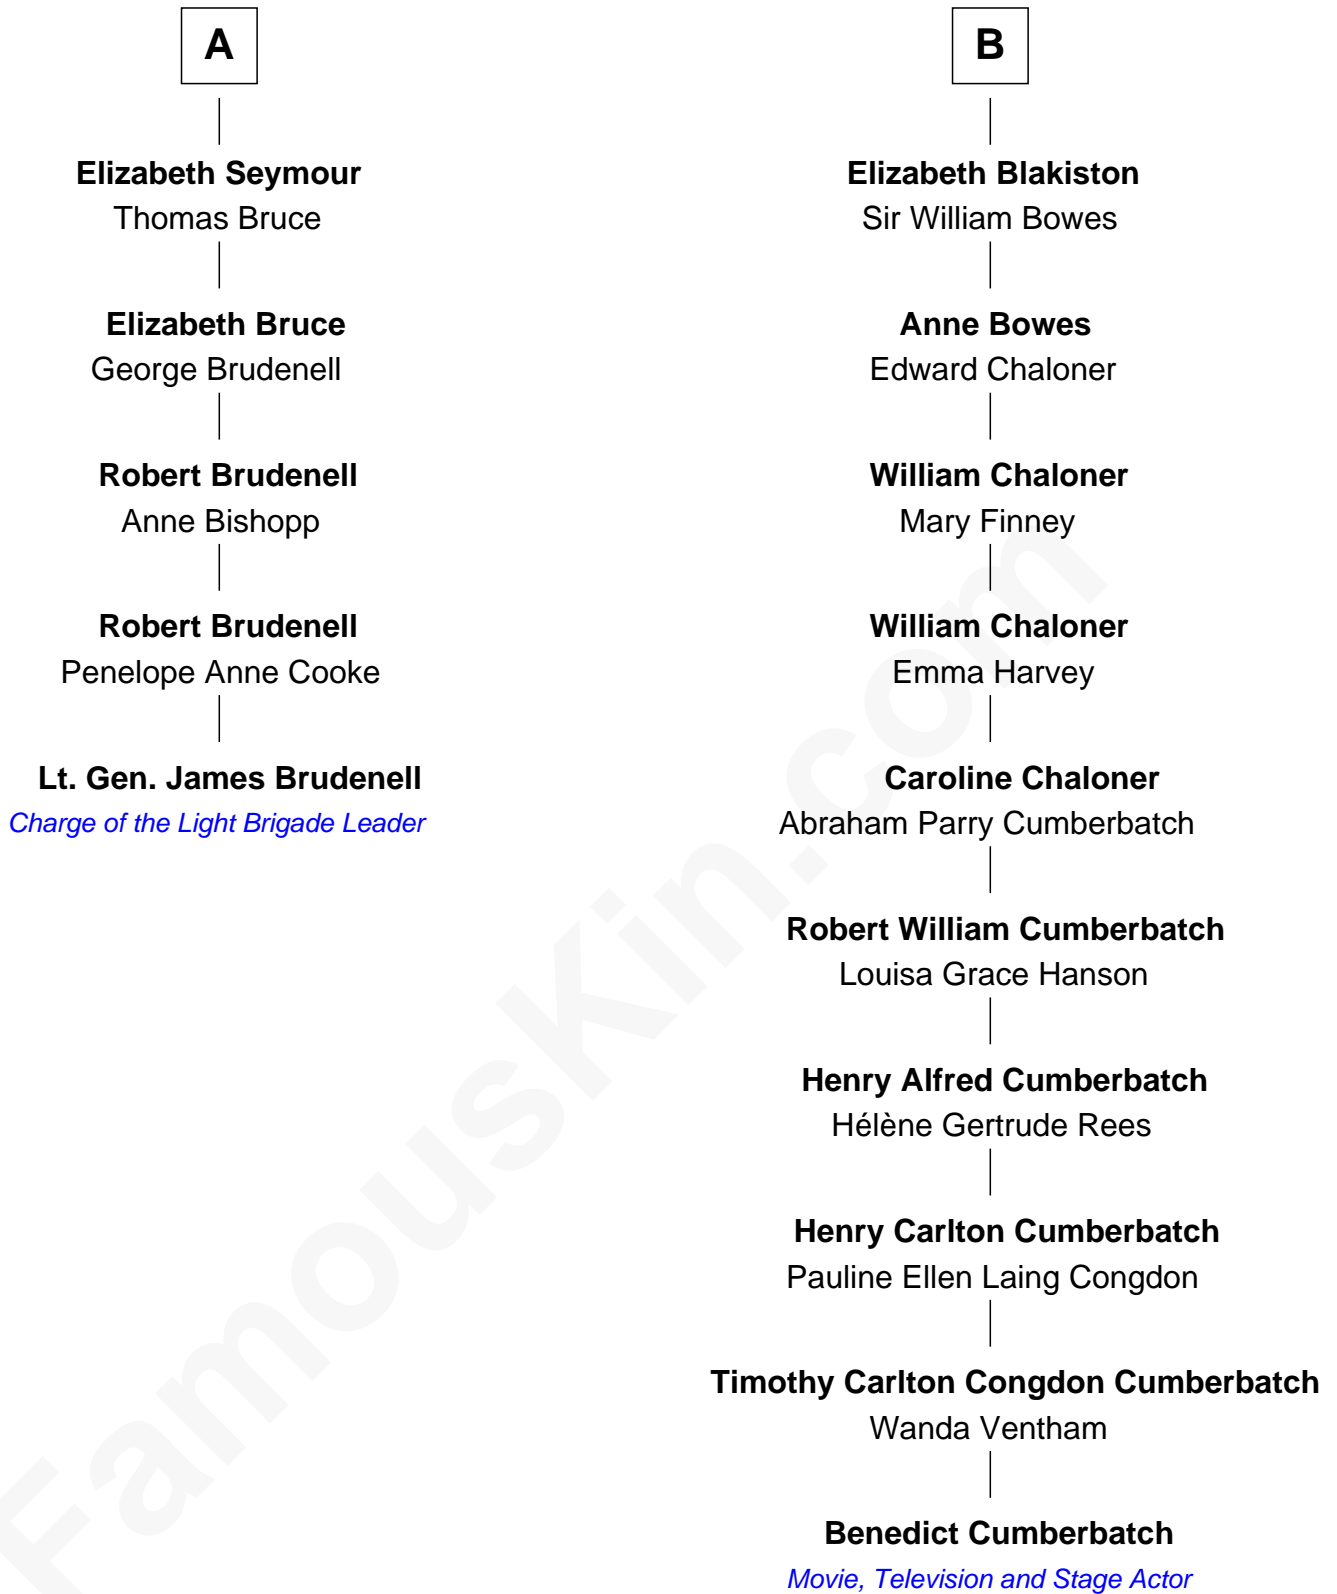 A
Elizabeth Seymour
Thomas Bruce
Elizabeth Bruce
George Brudenell
Robert Brudenell
Anne Bishopp
Robert Brudenell
Penelope Anne Cooke
Lt. Gen. James Brudenell
Charge of the Light Brigade Leader
B
Elizabeth Blakiston
Sir William Bowes
Anne Bowes
Edward Chaloner
William Chaloner
Mary Finney
William Chaloner
Emma Harvey
Caroline Chaloner
Abraham Parry Cumberbatch
Robert William Cumberbatch
Louisa Grace Hanson
Henry Alfred Cumberbatch
Hélène Gertrude Rees
Henry Carlton Cumberbatch
Pauline Ellen Laing Congdon
Timothy Carlton Congdon Cumberbatch
Wanda Ventham
Benedict Cumberbatch
Movie, Television and Stage Actor
FamousKin.com